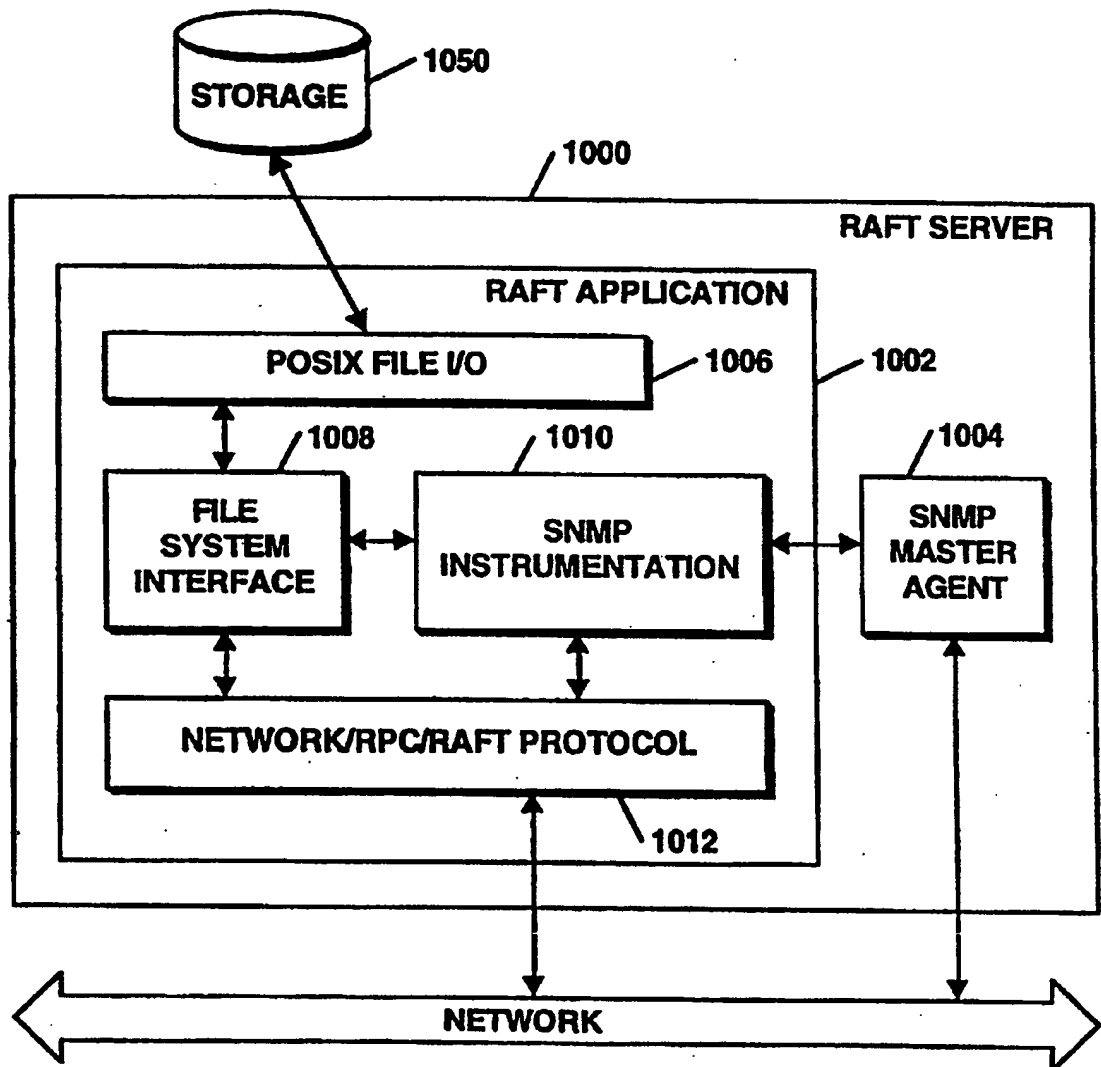 STORAGE
1050
1000
RAFT SERVER
RAFT APPLICATION
POSIX FILE I/O
1006
1002
1008
1010
1004
FILE
SYSTEM
INTERFACE
SNMP
INSTRUMENTATION
SNMP
MASTER
AGENT
NETWORK/RPC/RAFT PROTOCOL
1012
NETWORK